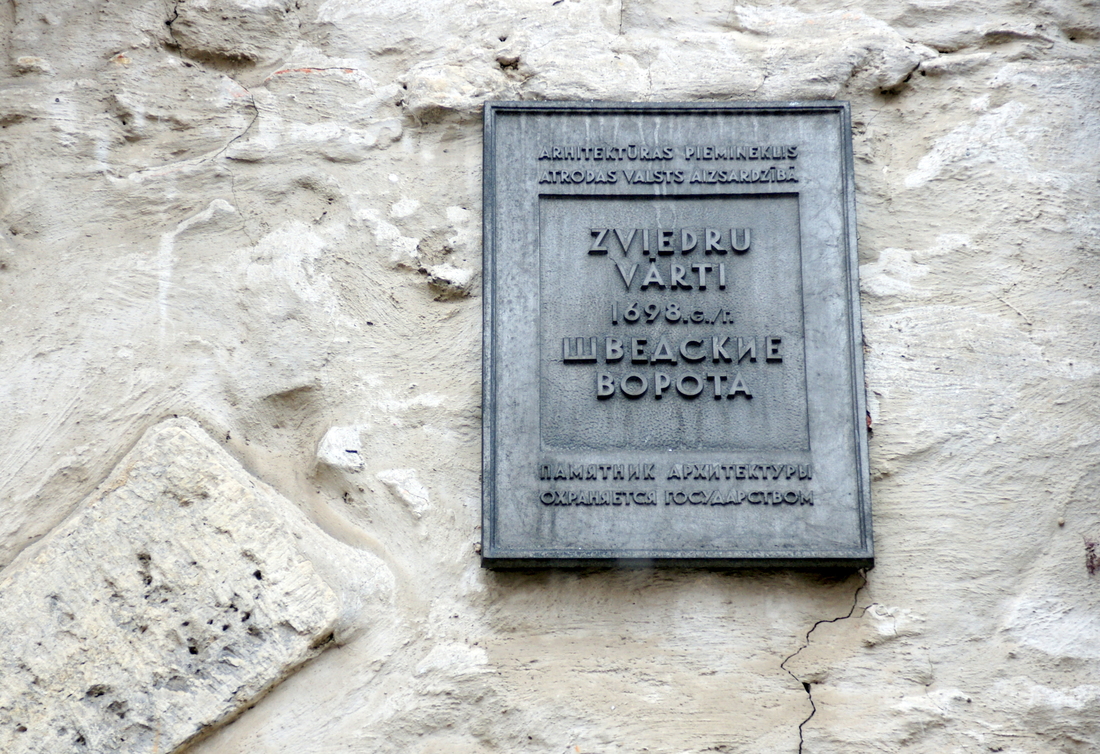 ARHITEKTŪRAS PIEMINEKLIS
ATRODAS VALSTS AIZSARDZĪBĀ
ZVIEDRU
VĀRTI
1698.G./Г.
ШВЕДСКИЕ
ВОРОТА
ПАМЯТНИК АРХИТЕКТУРЫ
ОХРАНЯЕТСЯ ГОСУДАРСТВОМ